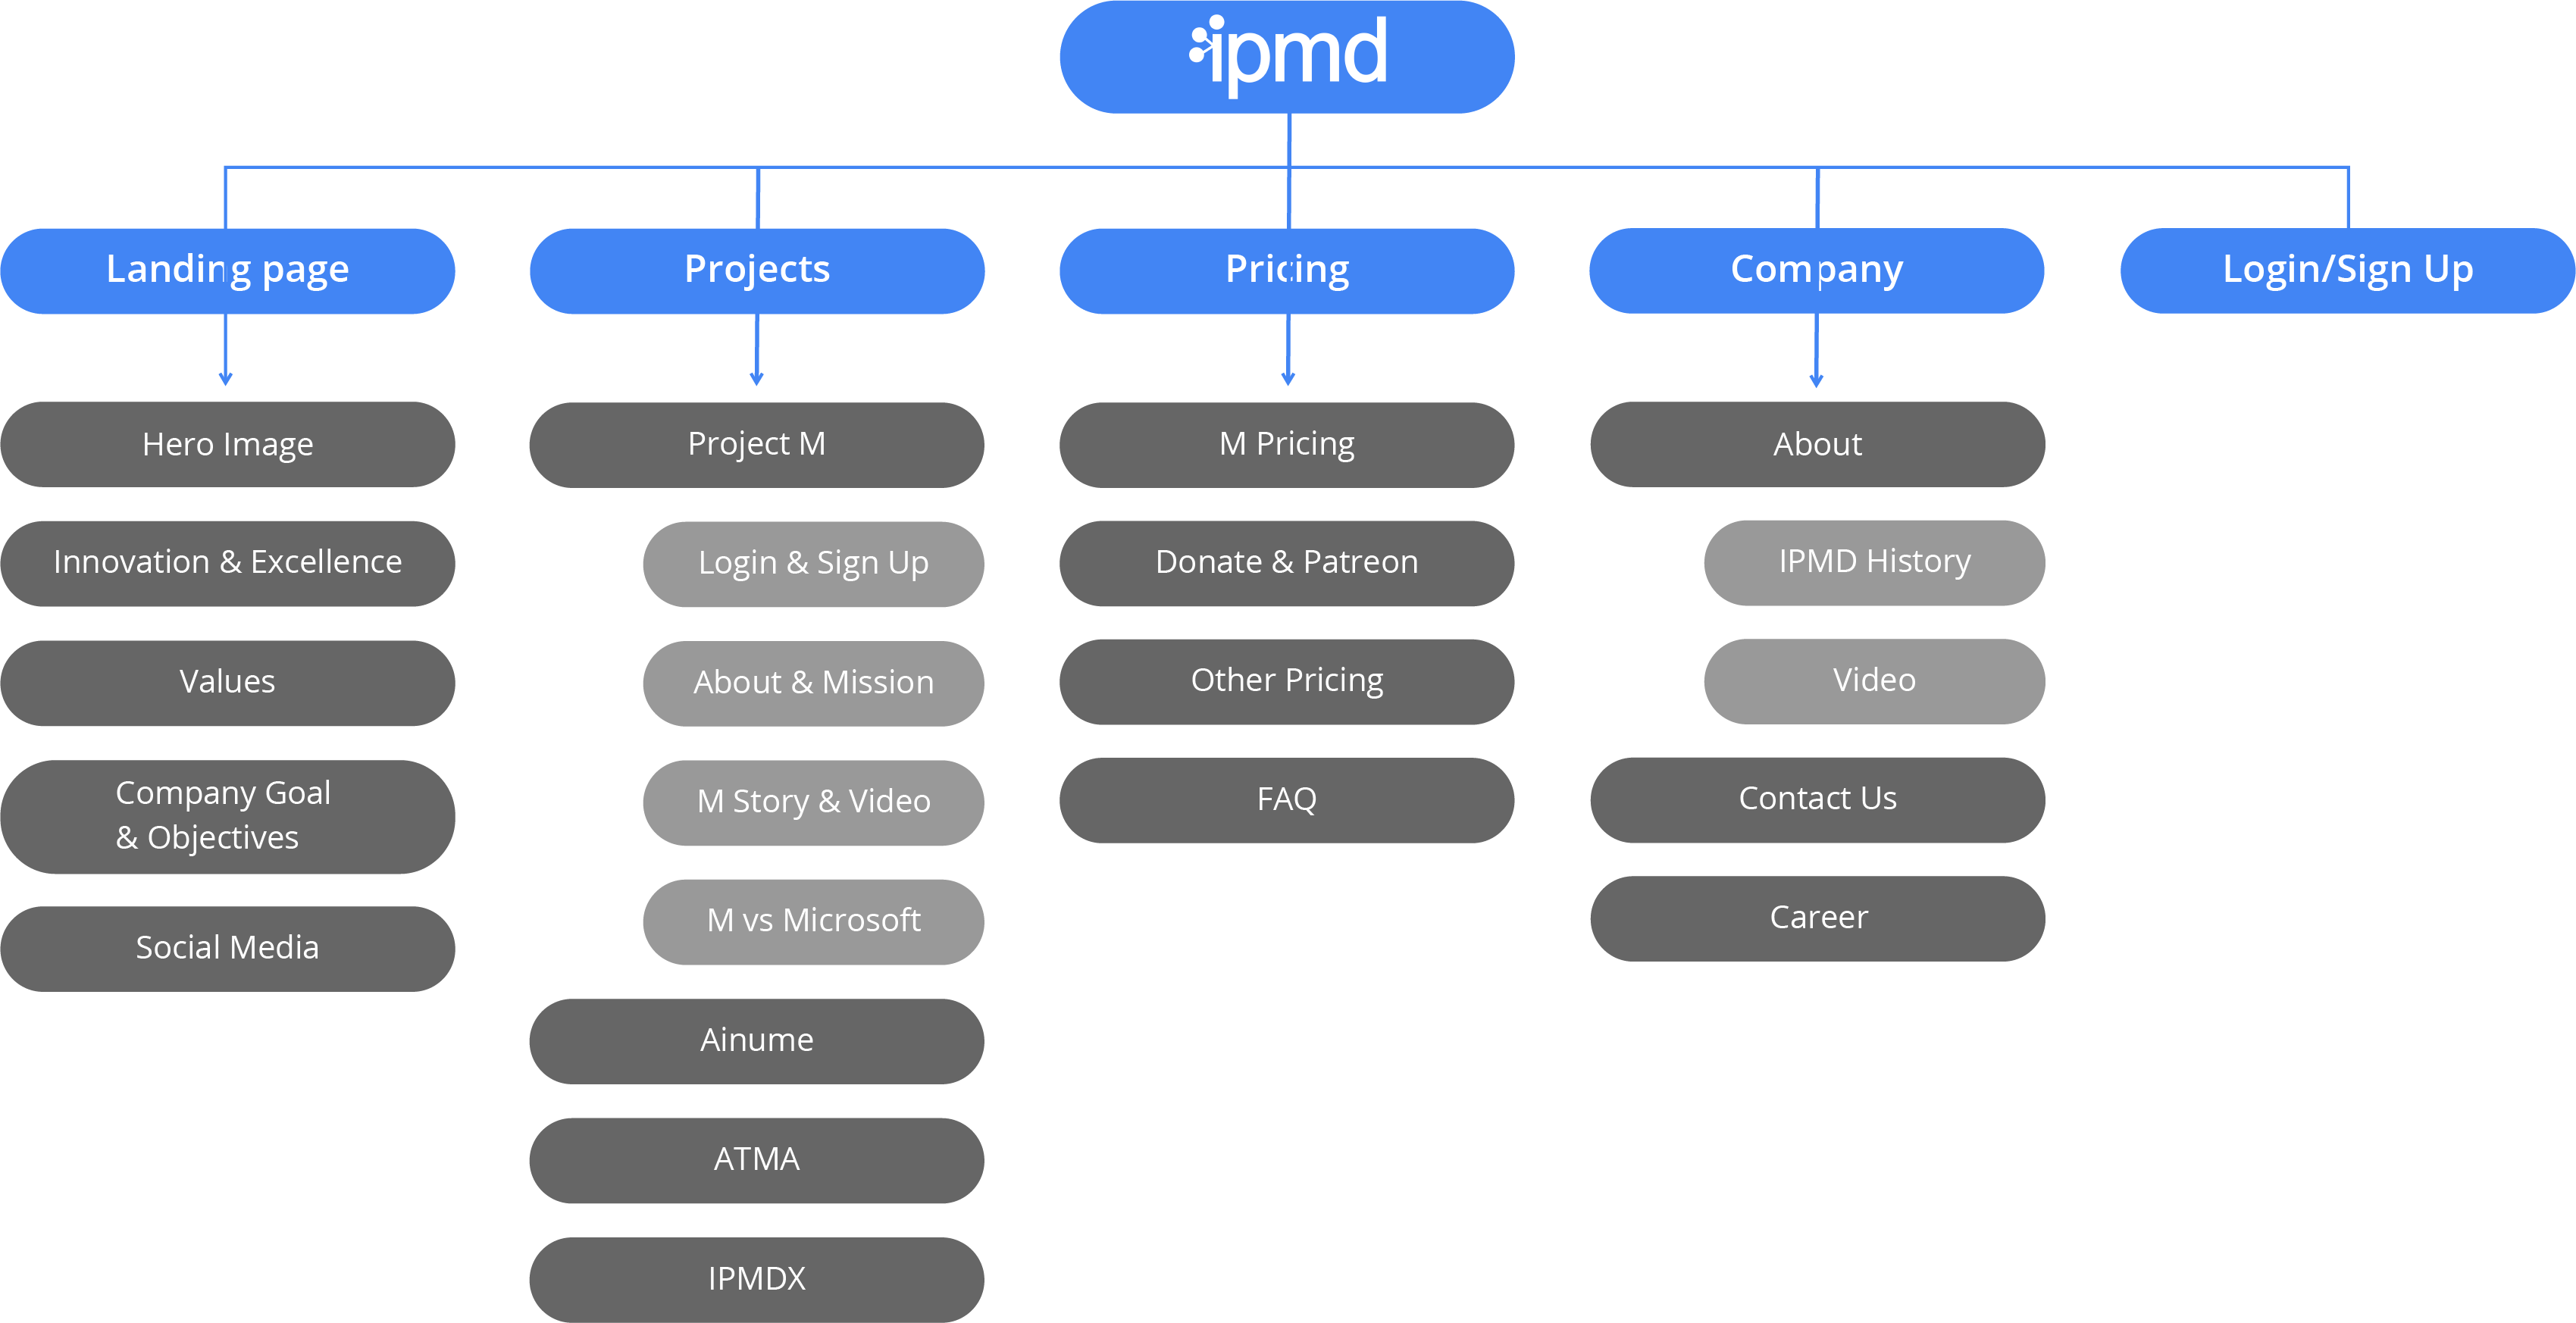 ipmd
Landing page
Projects
Pricing
Company
Login/Sign Up
Hero Image
Innovation & Excellence
Values
Company Goal
& Objectives
Social Media
Project M
Login & Sign Up
About & Mission
M Story & Video
M vs Microsoft
Ainume
ATMA
IPMDX
M Pricing
Donate & Patreon
Other Pricing
FAQ
About
IPMD History
Video
Contact Us
Career